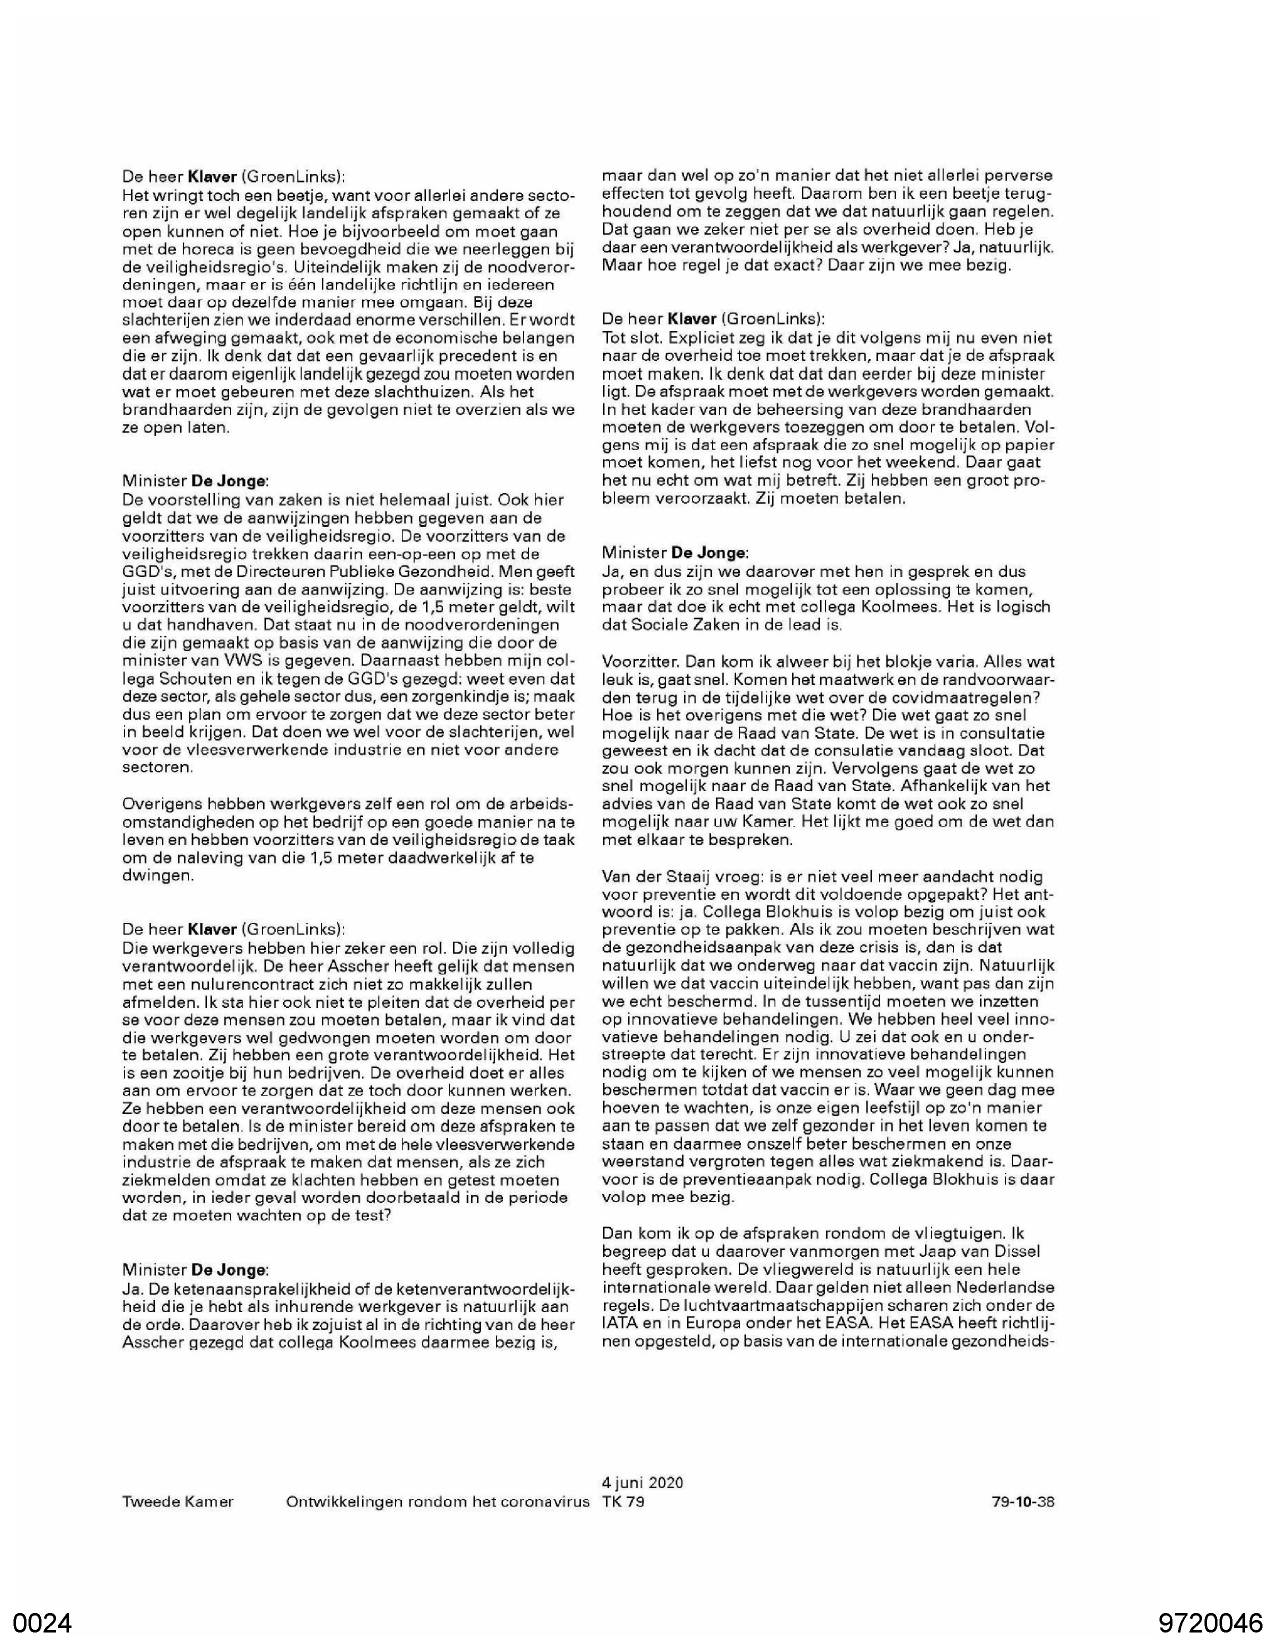 De heer Klaver (GroenLinks):
Het wringt toch een beetje, want voor allerlei andere secto-
ren zijn er wel degelijk landelijk afspraken gemaakt of ze
open kunnen of niet. Hoe je bijvoorbeeld om moet gaan
met de horeca is geen bevoegdheid die we neerleggen bij
de veiligheidsregio's. Uiteindelijk maken zij de noodveror-
deningen, maar er is één landelijke richtlijn en iedereen
moet daar op dezelfde manier mee omgaan. Bij deze
slachterijen zien we inderdaad enorme verschillen. Er wordt
een afweging gemaakt, ook met de economische belangen
die er zijn. Ik denk dat dat een gevaarlijk precedent is en
dat er daarom eigenlijk landelijk gezegd zou moeten worden
wat er moet gebeuren met deze slachthuizen. Als het
brandhaarden zijn, zijn de gevolgen niet te overzien als we
ze open laten.
Minister De Jonge:
De voorstelling van zaken is niet helemaal juist. Ook hier
geldt dat we de aanwijzingen hebben gegeven aan de
voorzitters van de veiligheidsregio. De voorzitters van de
veiligheidsregio trekken daarin een-op-een op met de
GGD's, met de Directeuren Publieke Gezondheid. Men geeft
juist uitvoering aan de aanwijzing. De aanwijzing is: beste
voorzitters van de veiligheidsregio, de 1,5 meter geldt, wilt
u dat handhaven. Dat staat nu in de noodverordeningen
die zijn gemaakt op basis van de aanwijzing die door de
minister van VWS is gegeven. Daarnaast hebben mijn col-
lega Schouten en ik tegen de GGD's gezegd: weet even dat
deze sector, als gehele sector dus, een zorgenkindje is; maak
dus een plan om ervoor te zorgen dat we deze sector beter
in beeld krijgen. Dat doen we wel voor de slachterijen, wel
voor de vleesverwerkende industrie en niet voor andere
sectoren.
Overigens hebben werkgevers zelf een rol om de arbeids-
omstandigheden op het bedrijf op een goede manier na te
leven en hebben voorzitters van de veiligheidsregio de taak
om de naleving van die 1,5 meter daadwerkelijk af te
dwingen.
De heer Klaver (GroenLinks):
Die werkgevers hebben hier zeker een rol. Die zijn volledig
verantwoordelijk. De heer Asscher heeft gelijk dat mensen
met een nulurencontract zich niet zo makkelijk zullen
afmelden. Ik sta hier ook niet te pleiten dat de overheid per
se voor deze mensen zou moeten betalen, maar ik vind dat
die werkgevers wel gedwongen moeten worden om door
te betalen. Zij hebben een grote verantwoordelijkheid. Het
is een zooitje bij hun bedrijven. De overheid doet er alles
aan om ervoor te zorgen dat ze toch door kunnen werken.
Ze hebben een verantwoordelijkheid om deze mensen ook
door te betalen. Is de minister bereid om deze afspraken te
maken met die bedrijven, om met de hele vleesverwerkende
industrie de afspraak te maken dat mensen, als ze zich
ziekmelden omdat ze klachten hebben en getest moeten
worden, in ieder geval worden doorbetaald in de periode
dat ze moeten wachten op de test?
Minister De Jonge:
Ja. De ketenaansprakelijkheid of de ketenverantwoordelijk-
heid die je hebt als inhurende werkgever is natuurlijk aan
de orde. Daarover heb ik zojuist al in de richting van de heer
Asscher gezegd dat collega Koolmees daarmee bezig is,
maar dan wel op zo'n manier dat het niet allerlei perverse
effecten tot gevolg heeft. Daarom ben ik een beetje terug-
houdend om te zeggen dat we dat natuurlijk gaan regelen.
Dat gaan we zeker niet per se als overheid doen. Heb je
daar een verantwoordelijkheid als werkgever? Ja, natuurlijk.
Maar hoe regel je dat exact? Daar zijn we mee bezig.
De heer Klaver (GroenLinks):
Tot slot. Expliciet zeg ik dat je dit volgens mij nu even niet
naar de overheid toe moet trekken, maar dat je de afspraak
moet maken. Ik denk dat dat dan eerder bij deze minister
ligt. De afspraak moet met de werkgevers worden gemaakt.
In het kader van de beheersing van deze brandhaarden
moeten de werkgevers toezeggen om door te betalen. Vol-
gens mij is dat een afspraak die zo snel mogelijk op papier
moet komen, het liefst nog voor het weekend. Daar gaat
het nu echt om wat mij betreft. Zij hebben een groot pro-
bleem veroorzaakt. Zij moeten betalen.
Minister De Jonge:
Ja, en dus zijn we daarover met hen in gesprek en dus
probeer ik zo snel mogelijk tot een oplossing te komen,
maar dat doe ik echt met collega Koolmees. Het is logisch
dat Sociale Zaken in de lead is.
Voorzitter. Dan kom ik alweer bij het blokje varia. Alles wat
leuk is, gaat snel. Komen het maatwerk en de randvoorwaar-
den terug in de tijdelijke wet over de covidmaatregelen?
Hoe is het overigens met die wet? Die wet gaat zo snel
mogelijk naar de Raad van State. De wet is in consultatie
geweest en ik dacht dat de consulatie vandaag sloot. Dat
zou ook morgen kunnen zijn. Vervolgens gaat de wet zo
snel mogelijk naar de Raad van State. Afhankelijk van het
advies van de Raad van State komt de wet ook zo snel
mogelijk naar uw Kamer. Het lijkt me goed om de wet dan
met elkaar te bespreken.
Van der Staaij vroeg: is er niet veel meer aandacht nodig
voor preventie en wordt dit voldoende opgepakt? Het ant-
woord is: ja. Collega Blokhuis is volop bezig om juist ook
preventie op te pakken. Als ik zou moeten beschrijven wat
de gezondheidsaanpak van deze crisis is, dan is dat
natuurlijk dat we onderweg naar dat vaccin zijn. Natuurlijk
willen we dat vaccin uiteindelijk hebben, want pas dan zijn
we echt beschermd. In de tussentijd moeten we inzetten
op innovatieve behandelingen. We hebben heel veel inno-
vatieve behandelingen nodig. U zei dat ook en u onder-
streepte dat terecht. Er zijn innovatieve behandelingen
nodig om te kijken of we mensen zo veel mogelijk kunnen
beschermen totdat dat vaccin er is. Waar we geen dag mee
hoeven te wachten, is onze eigen leefstijl op zo'n manier
aan te passen dat we zelf gezonder in het leven komen te
staan en daarmee onszelf beter beschermen en onze
weerstand vergroten tegen alles wat ziekmakend is. Daar-
voor is de preventieaanpak nodig. Collega Blokhuis is daar
volop mee bezig.
Dan kom ik op de afspraken rondom de vliegtuigen. Ik
begreep dat u daarover vanmorgen met Jaap van Dissel
heeft gesproken. De vliegwereld is natuurlijk een hele
internationale wereld. Daar gelden niet alleen Nederlandse
regels. De luchtvaartmaatschappijen scharen zich onder de
IATA en in Europa onder het EASA. Het EASA heeft richtlij-
nen opgesteld, op basis van de internationale gezondheids-
4 juni 2020
Tweede Kamer Ontwikkelingen rondom het coronavirus TK 79 79-10-38
0024 9720046